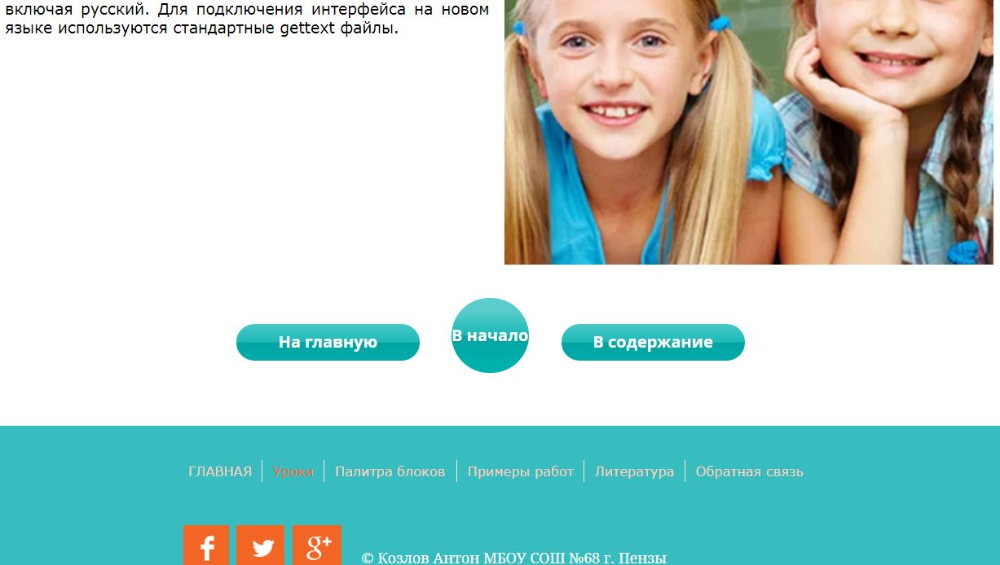 включая русский. Для подключения интерфейса на новом
языке используются стандартные gettext файлы.
На главную
В начало
В содержание
ГЛАВНАЯ
Уроки
Палитра блоков
Примеры работ
Литература
Обратная связь
© Козлов Антон МБОУ СОШ №68 г. Пензы